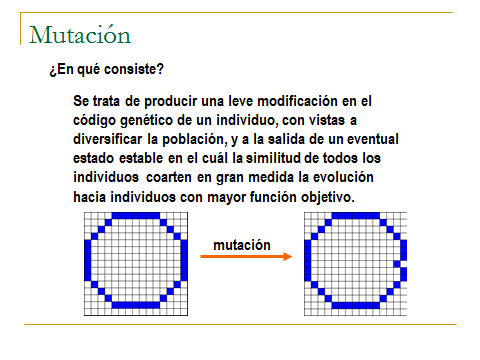 Mutación
¿En qué consiste?
Se trata de producir una leve modificación en el
código genético de un individuo, con vistas a
diversificar la población, y a la salida de un eventual
estado estable en el cuál la similitud de todos los
individuos coarten en gran medida la evolución
hacia individuos con mayor función objetivo.
mutación